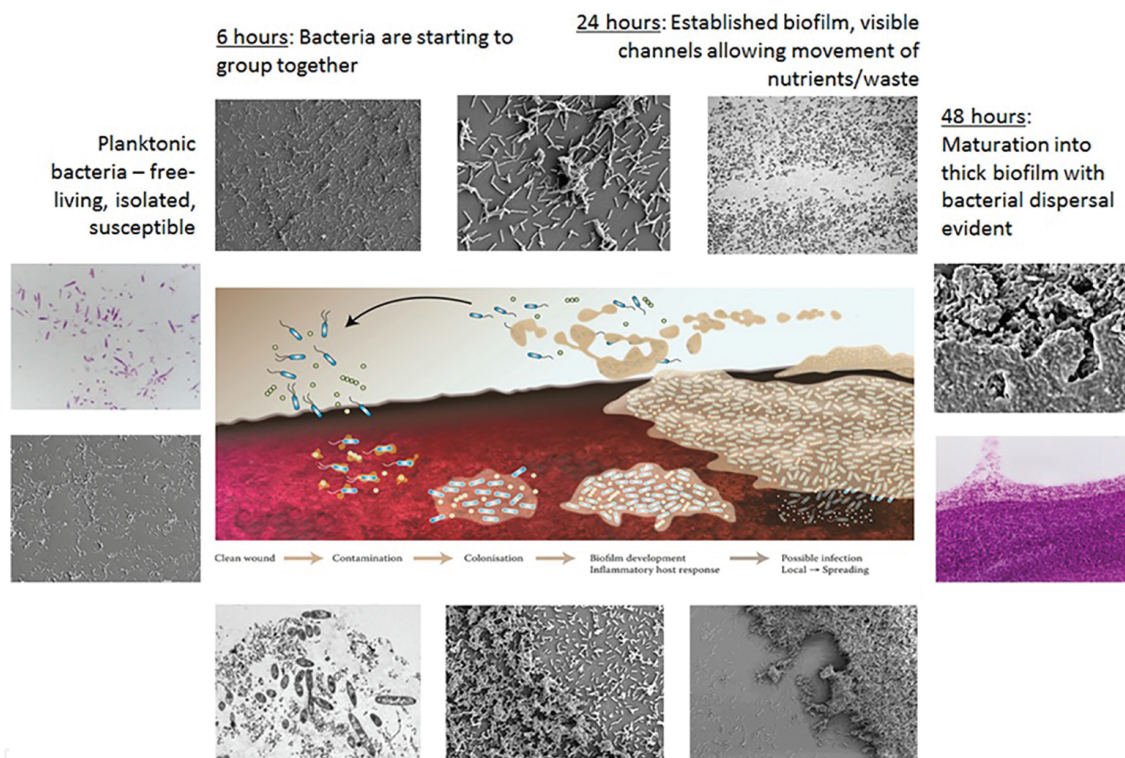 6 hours: Bacteria are starting to
group together
24 hours: Established biofilm, visible
channels allowing movement of
nutrients/waste
Planktonic
bacteria – free-
living, isolated,
susceptible
48 hours:
Maturation into
thick biofilm with
bacterial dispersal
evident
Clean wound
Contamination
Colonisation
Biofilm development
Inflammatory host response
Possible infection
Local → Spreading